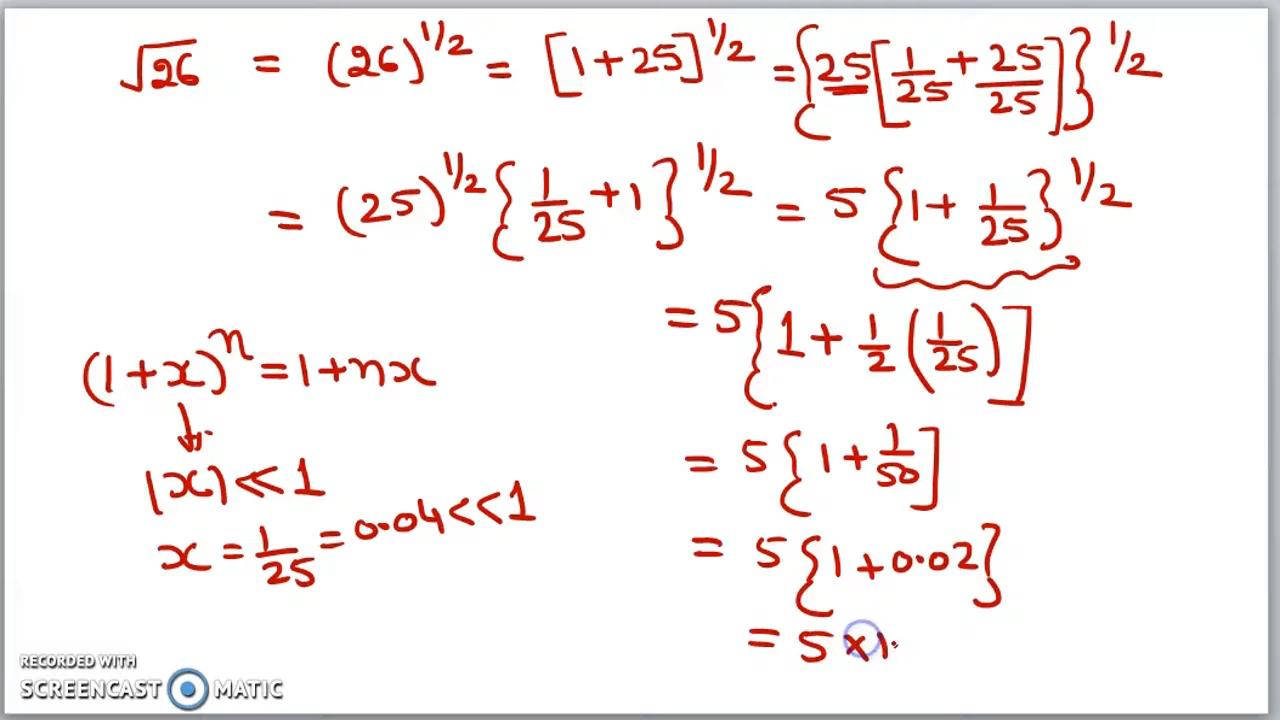 √26 = (26)^1/2 = [1+25]^1/2 = {25[1/25 + 25/25]}^1/2
= (25)^1/2 {1/25 + 1}^1/2 = 5 {1 + 1/25}^1/2
= 5{1 + 1/2 (1/25)]
(1+x)^n = 1+nx
= 5{1 + 1/50]
|x| << 1
x = 1/25 = 0.04 << 1
= 5{1 + 0.02}
= 5 × 1.
RECORDED WITH
SCREENCAST MATIC